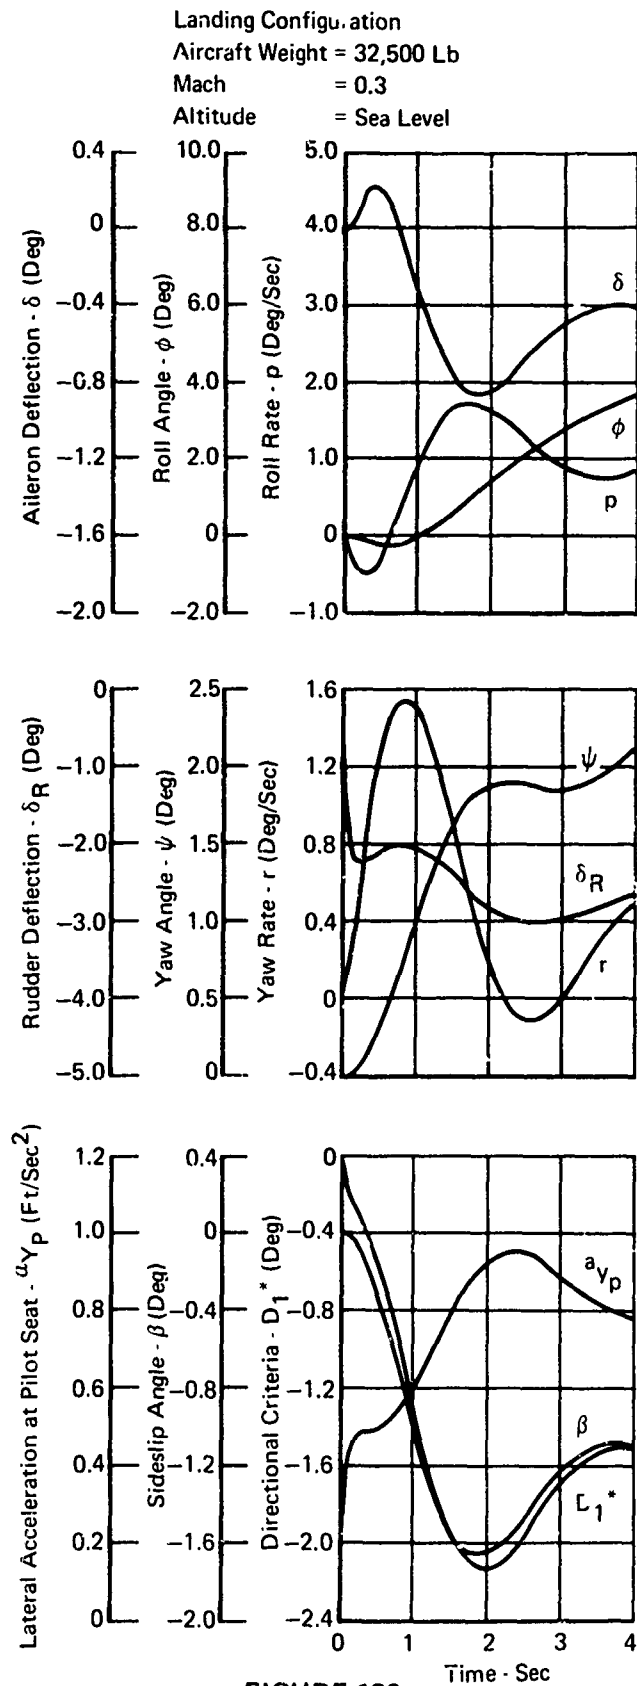 Landing Configuration
Aircraft Weight = 32,500 Lb
Mach = 0.3
Altitude = Sea Level
Aileron Deflection - δ (Deg)
0.4
0
−0.4
−0.8
−1.2
−1.6
−2.0
Roll Angle - ϕ (Deg)
10.0
8.0
6.0
4.0
2.0
0
−2.0
Roll Rate - p (Deg/Sec)
5.0
4.0
3.0
2.0
1.0
0
−1.0
δ
ϕ
p
Rudder Deflection - δR (Deg)
0
−1.0
−2.0
−3.0
−4.0
−5.0
Yaw Angle - ψ (Deg)
2.5
2.0
1.5
1.0
0.5
0
Yaw Rate - r (Deg/Sec)
1.6
1.2
0.8
0.4
0
−0.4
ψ
δR
r
Lateral Acceleration at Pilot Seat - aYp (Ft/Sec²)
1.2
1.0
0.8
0.6
0.4
0.2
0
Sideslip Angle - β (Deg)
0.4
0
−0.4
−0.8
−1.2
−1.6
−2.0
Directional Criteria - D1* (Deg)
0
−0.4
−0.8
−1.2
−1.6
−2.0
−2.4
ayp
β
D1*
0 1 2 3 4
Time - Sec